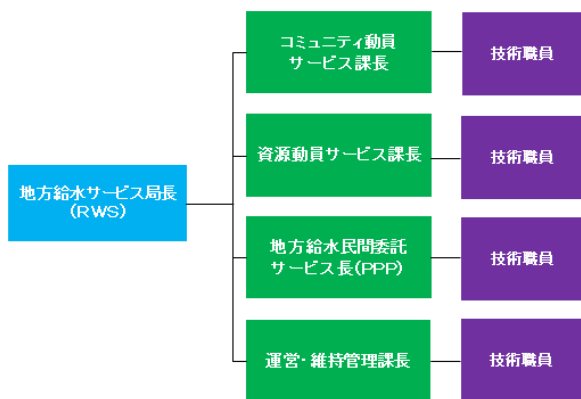 コミュニティ動員
サービス課長
技術職員
資源動員サービス課長
技術職員
地方給水サービス局長
(RWS)
地方給水民間委託
サービス長(PPP)
技術職員
運営・維持管理課長
技術職員